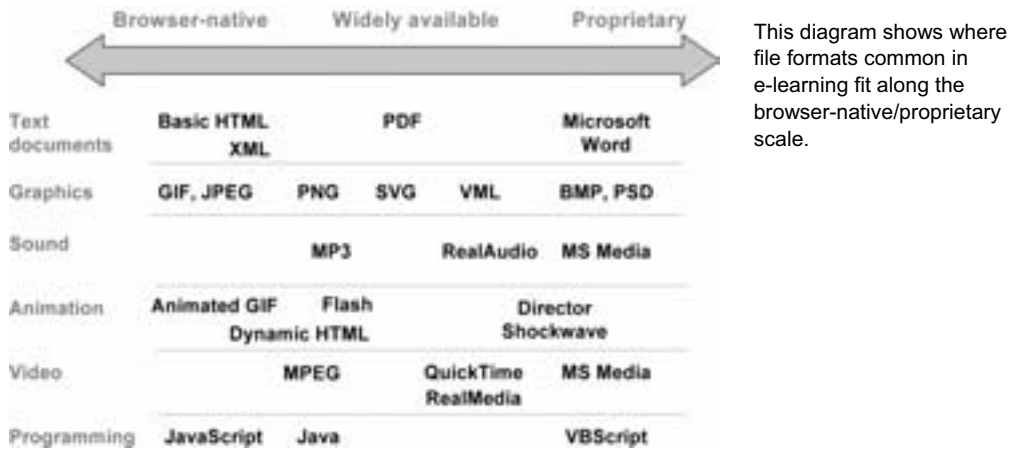 Browser-native Widely available Proprietary
This diagram shows where
file formats common in
e-learning fit along the
browser-native/proprietary
scale.
Text
documents
Basic HTML
XML
PDF
Microsoft
Word
Graphics GIF, JPEG PNG SVG VML BMP, PSD
Sound MP3 RealAudio MS Media
Animation
Animated GIF
Flash
Dynamic HTML
Director
Shockwave
Video MPEG
QuickTime
RealMedia
MS Media
Programming JavaScript Java VBScript